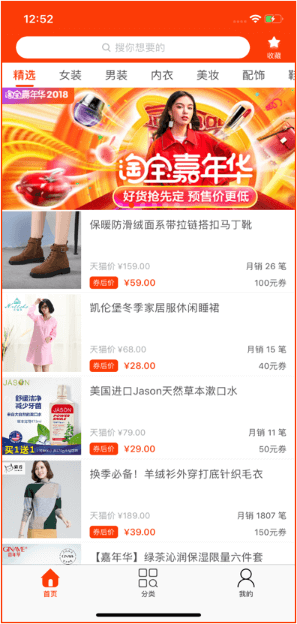 12:52
搜你想要的
收藏
精选 女装 男装 内衣 美妆 配饰
淘宝嘉年华2018
淘宝嘉年华
好货抢先定 预售价更低
保暖防滑绒面系带拉链搭扣马丁靴
天猫价 ¥159.00 月销 26 笔
券后价 ¥59.00 100元券
凯伦堡冬季家居服休闲睡裙
天猫价 ¥68.00 月销 15 笔
券后价 ¥28.00 40元券
JASON
舒缓洁净
减少牙菌
JASON
POWER SMILE
买1送1
美国进口Jason天然草本漱口水
天猫价 ¥79.00 月销 11 笔
券后价 ¥29.00 50元券
换季必备！羊绒衫外穿打底针织毛衣
天猫价 ¥189.00 月销 1807 笔
券后价 ¥39.00 150元券
【嘉年华】绿茶沁润保湿限量六件套
首页 分类 我的